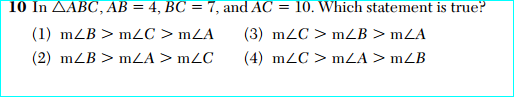 10 In △ABC, AB = 4, BC = 7, and AC = 10. Which statement is true?
(1) m∠B > m∠C > m∠A (3) m∠C > m∠B > m∠A
(2) m∠B > m∠A > m∠C (4) m∠C > m∠A > m∠B